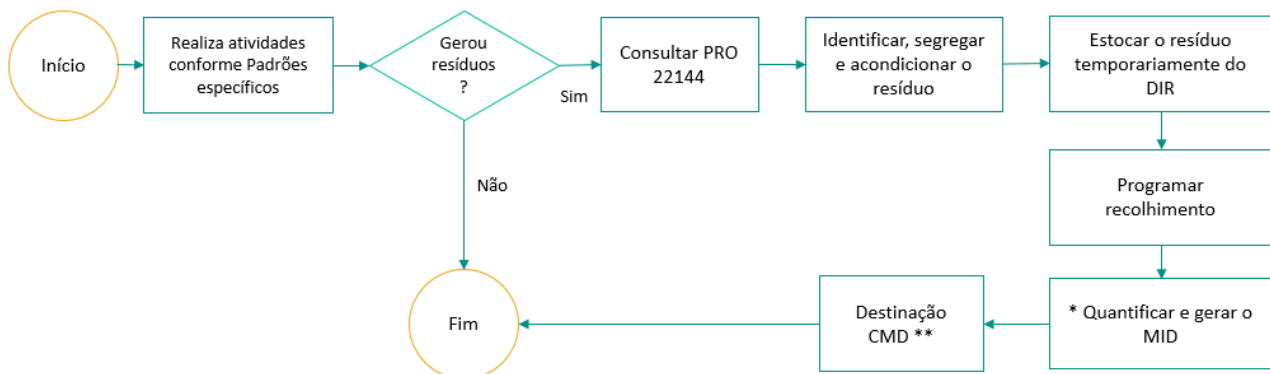 Início
Realiza atividades
conforme Padrões
específicos
Gerou
resíduos
?
Sim
Consultar PRO
22144
Identificar, segregar
e acondicionar o
resíduo
Estocar o resíduo
temporariamente do
DIR
Não
Programar
recolhimento
* Quantificar e gerar o
MID
Destinação
CMD **
Fim